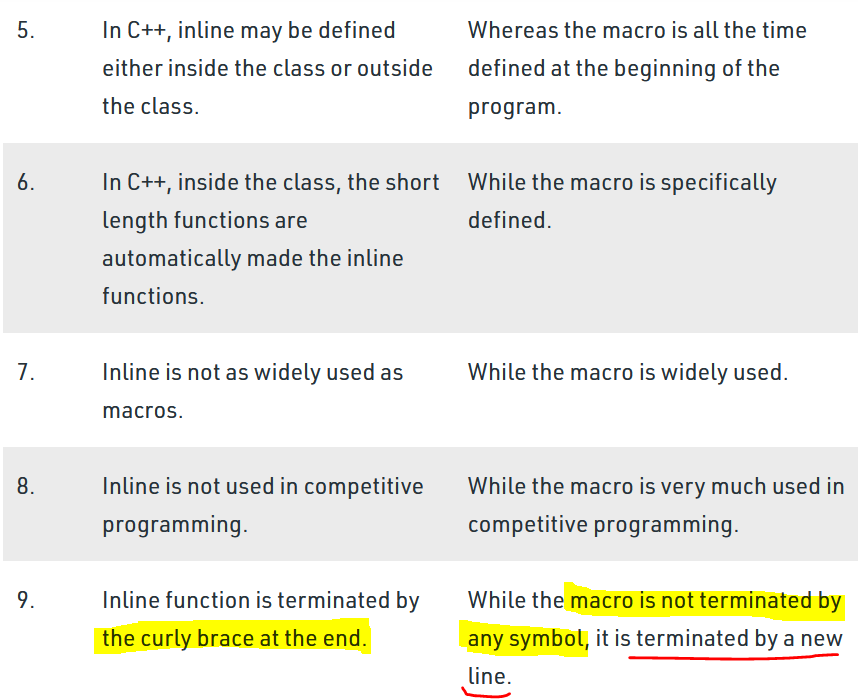 5.
In C++, inline may be defined
either inside the class or outside
the class.
Whereas the macro is all the time
defined at the beginning of the
program.
6.
In C++, inside the class, the short
length functions are
automatically made the inline
functions.
While the macro is specifically
defined.
7.
Inline is not as widely used as
macros.
While the macro is widely used.
8.
Inline is not used in competitive
programming.
While the macro is very much used in
competitive programming.
9.
Inline function is terminated by
the curly brace at the end.
While the macro is not terminated by
any symbol, it is terminated by a new
line.